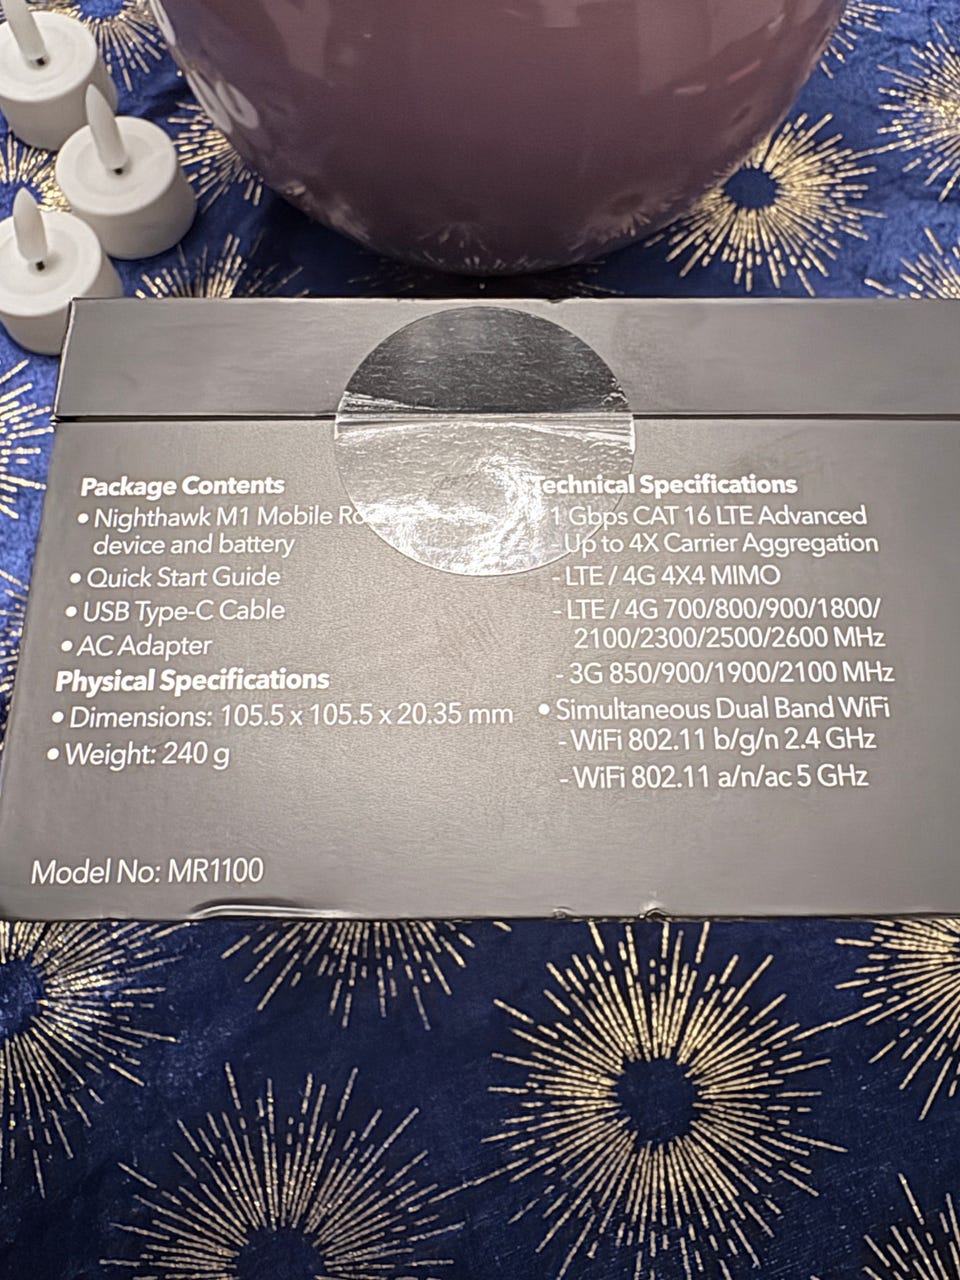 Package Contents
• Nighthawk M1 Mobile
device and battery
• Quick Start Guide
• USB Type-C Cable
• AC Adapter
Physical Specifications
• Dimensions: 105.5 x 105.5 x 20.35 mm
• Weight: 240 g
Model No: MR1100
Technical Specifications
1 Gbps CAT 16 LTE Advanced
- Up to 4X Carrier Aggregation
- LTE / 4G 4X4 MIMO
- LTE / 4G 700/800/900/1800/
2100/2300/2500/2600 MHz
- 3G 850/900/1900/2100 MHz
• Simultaneous Dual Band WiFi
- WiFi 802.11 b/g/n 2.4 GHz
- WiFi 802.11 a/n/ac 5 GHz